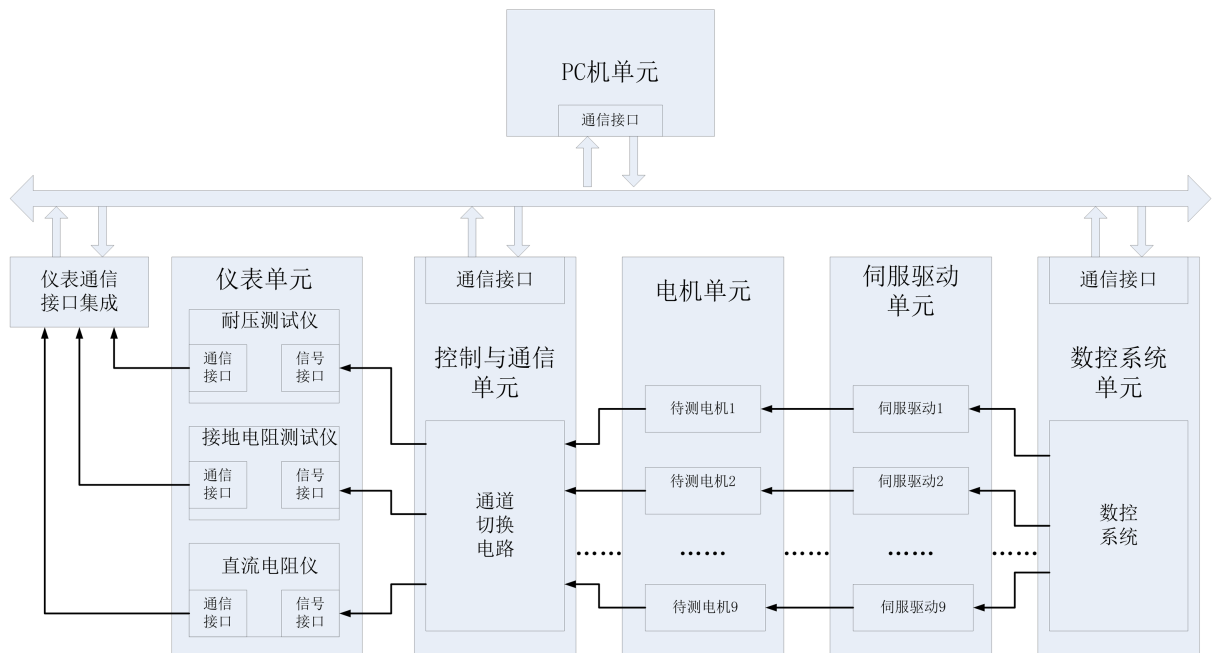 PC机单元
通信接口
仪表通信
接口集成
仪表单元
耐压测试仪
通信
接口
信号
接口
接地电阻测试仪
通信
接口
信号
接口
直流电阻仪
通信
接口
信号
接口
通信接口
控制与通信
单元
通道
切换
电路
......
电机单元
待测电机1
待测电机2
......
待测电机9
......
伺服驱动
单元
伺服驱动1
伺服驱动2
......
伺服驱动9
......
通信接口
数控系统
单元
数控
系统